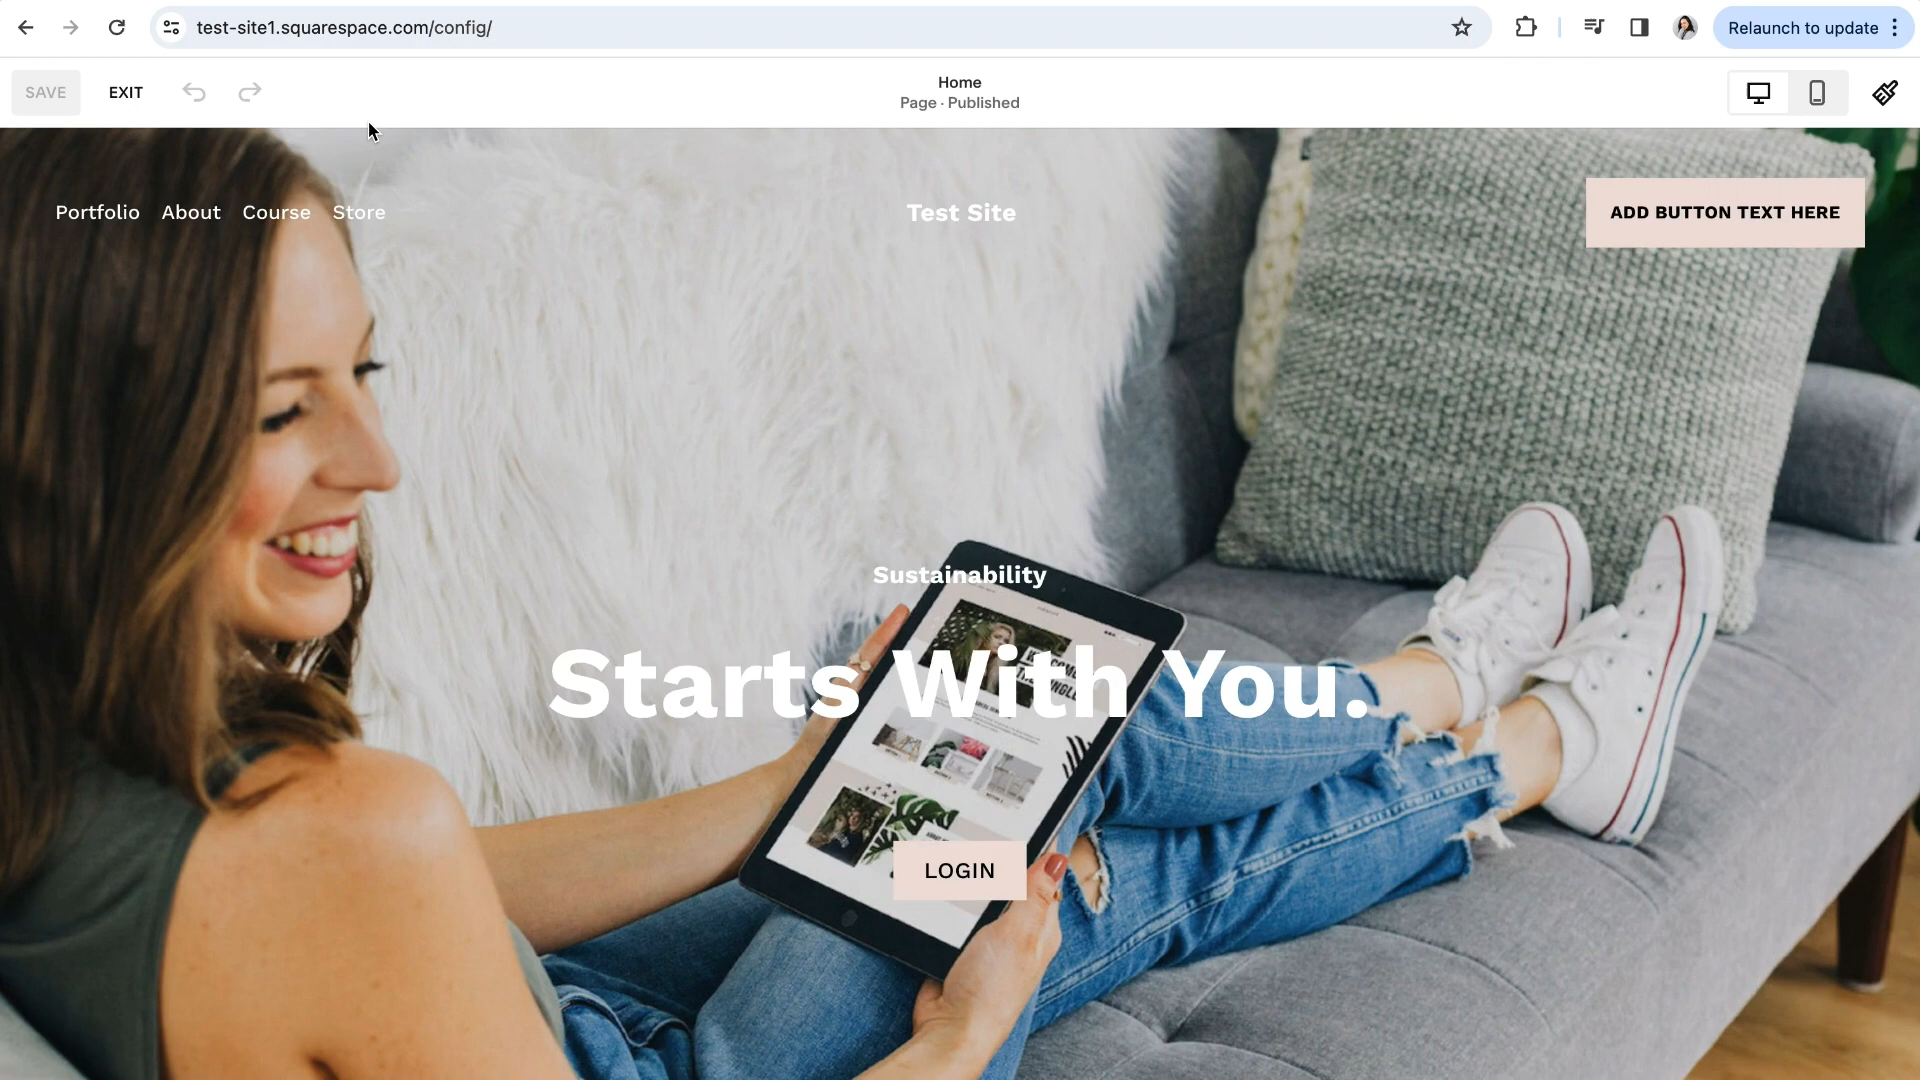 test-site1.squarespace.com/config/
Relaunch to update
SAVE
EXIT
Home
Page · Published
Portfolio
About
Course
Store
Test Site
ADD BUTTON TEXT HERE
Sustainability
Starts With You.
LOGIN